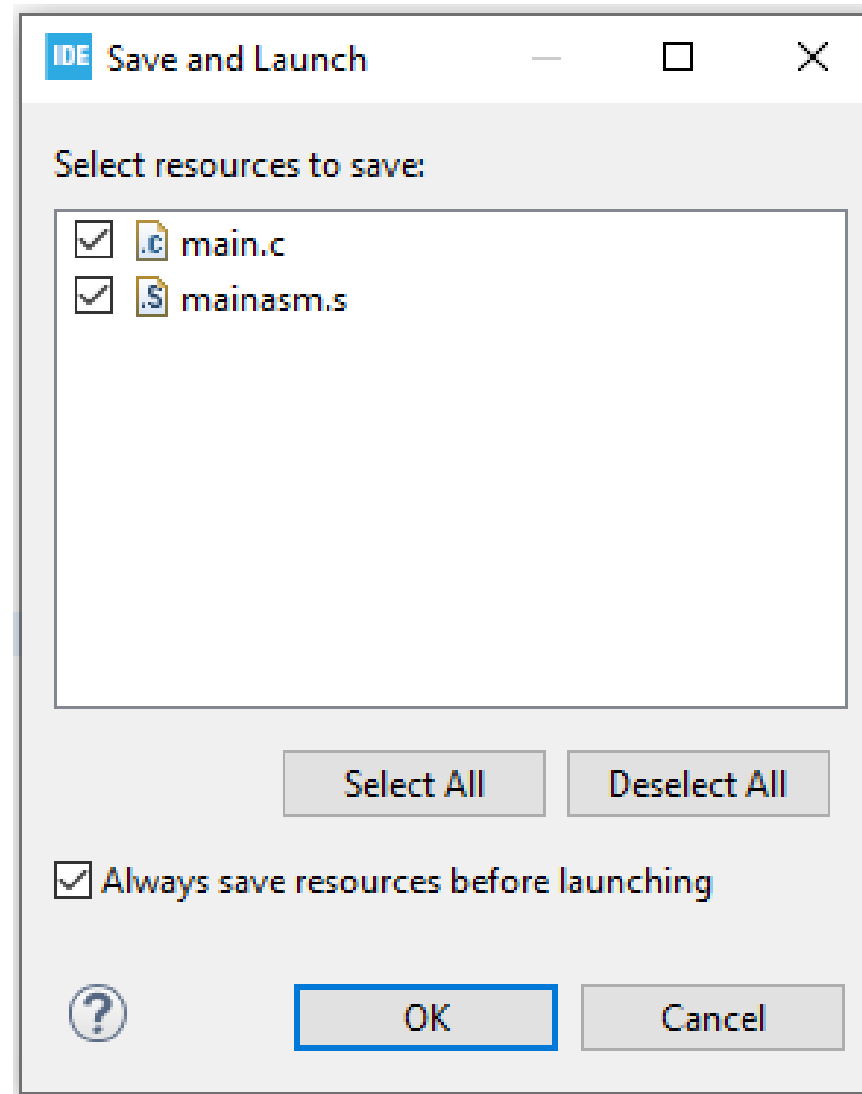 IDE Save and Launch
Select resources to save:
.c main.c
.S mainasm.s
Select All Deselect All
Always save resources before launching
? OK Cancel